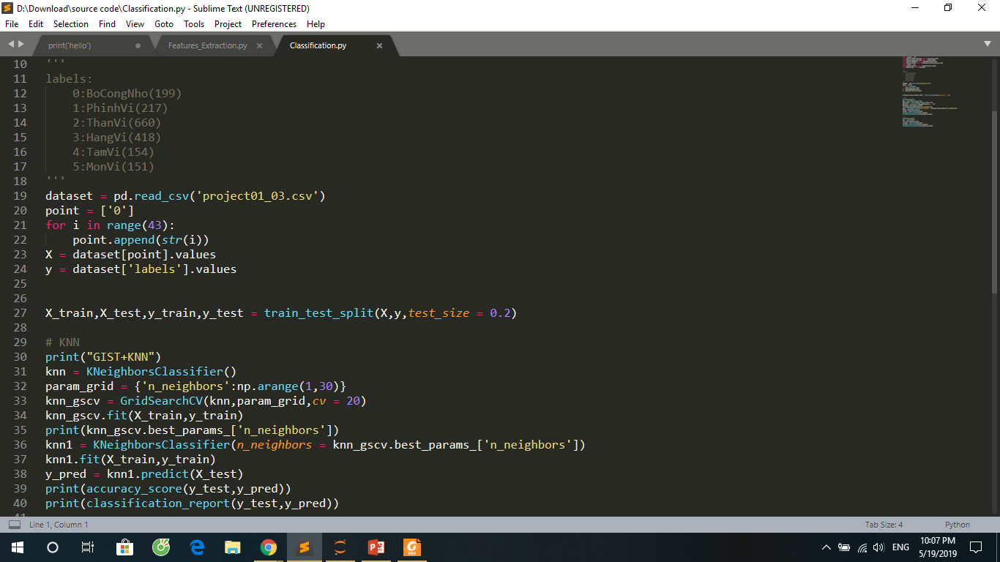 D:\Download\source code\Classification.py - Sublime Text (UNREGISTERED)
File Edit Selection Find View Goto Tools Project Preferences Help
print('hello') Features_Extraction.py Classification.py
10 '''
11 labels:
12     0:BoCongNho(199)
13     1:PhinhVi(217)
14     2:ThanVi(660)
15     3:HangVi(418)
16     4:TamVi(154)
17     5:MonVi(151)
18 '''
19 dataset = pd.read_csv('project01_03.csv')
20 point = ['0']
21 for i in range(43):
22     point.append(str(i))
23 X = dataset[point].values
24 y = dataset['labels'].values
25
26
27 X_train,X_test,y_train,y_test = train_test_split(X,y,test_size = 0.2)
28
29 # KNN
30 print("GIST+KNN")
31 knn = KNeighborsClassifier()
32 param_grid = {'n_neighbors':np.arange(1,30)}
33 knn_gscv = GridSearchCV(knn,param_grid,cv = 20)
34 knn_gscv.fit(X_train,y_train)
35 print(knn_gscv.best_params_['n_neighbors'])
36 knn1 = KNeighborsClassifier(n_neighbors = knn_gscv.best_params_['n_neighbors'])
37 knn1.fit(X_train,y_train)
38 y_pred = knn1.predict(X_test)
39 print(accuracy_score(y_test,y_pred))
40 print(classification_report(y_test,y_pred))
Line 1, Column 1 Tab Size: 4 Python
ENG 10:07 PM
5/19/2019